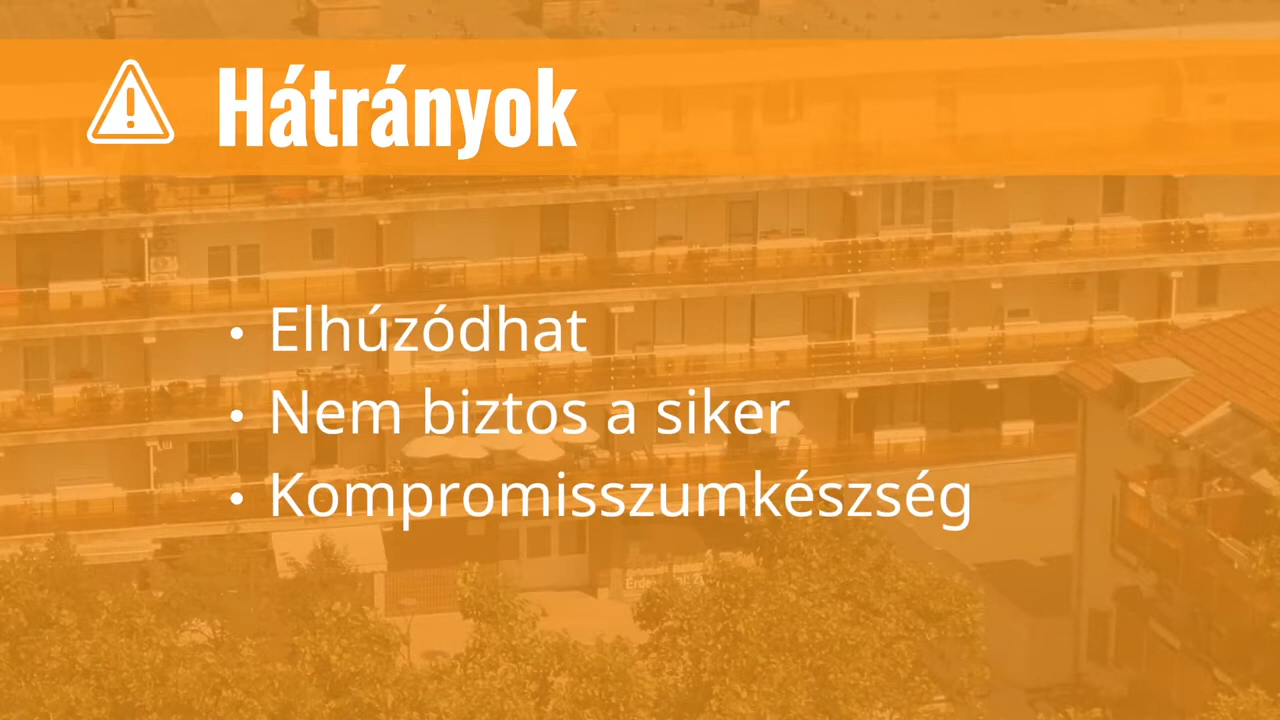 Hátrányok
• Elhúzódhat
• Nem biztos a siker
• Kompromisszumkészség